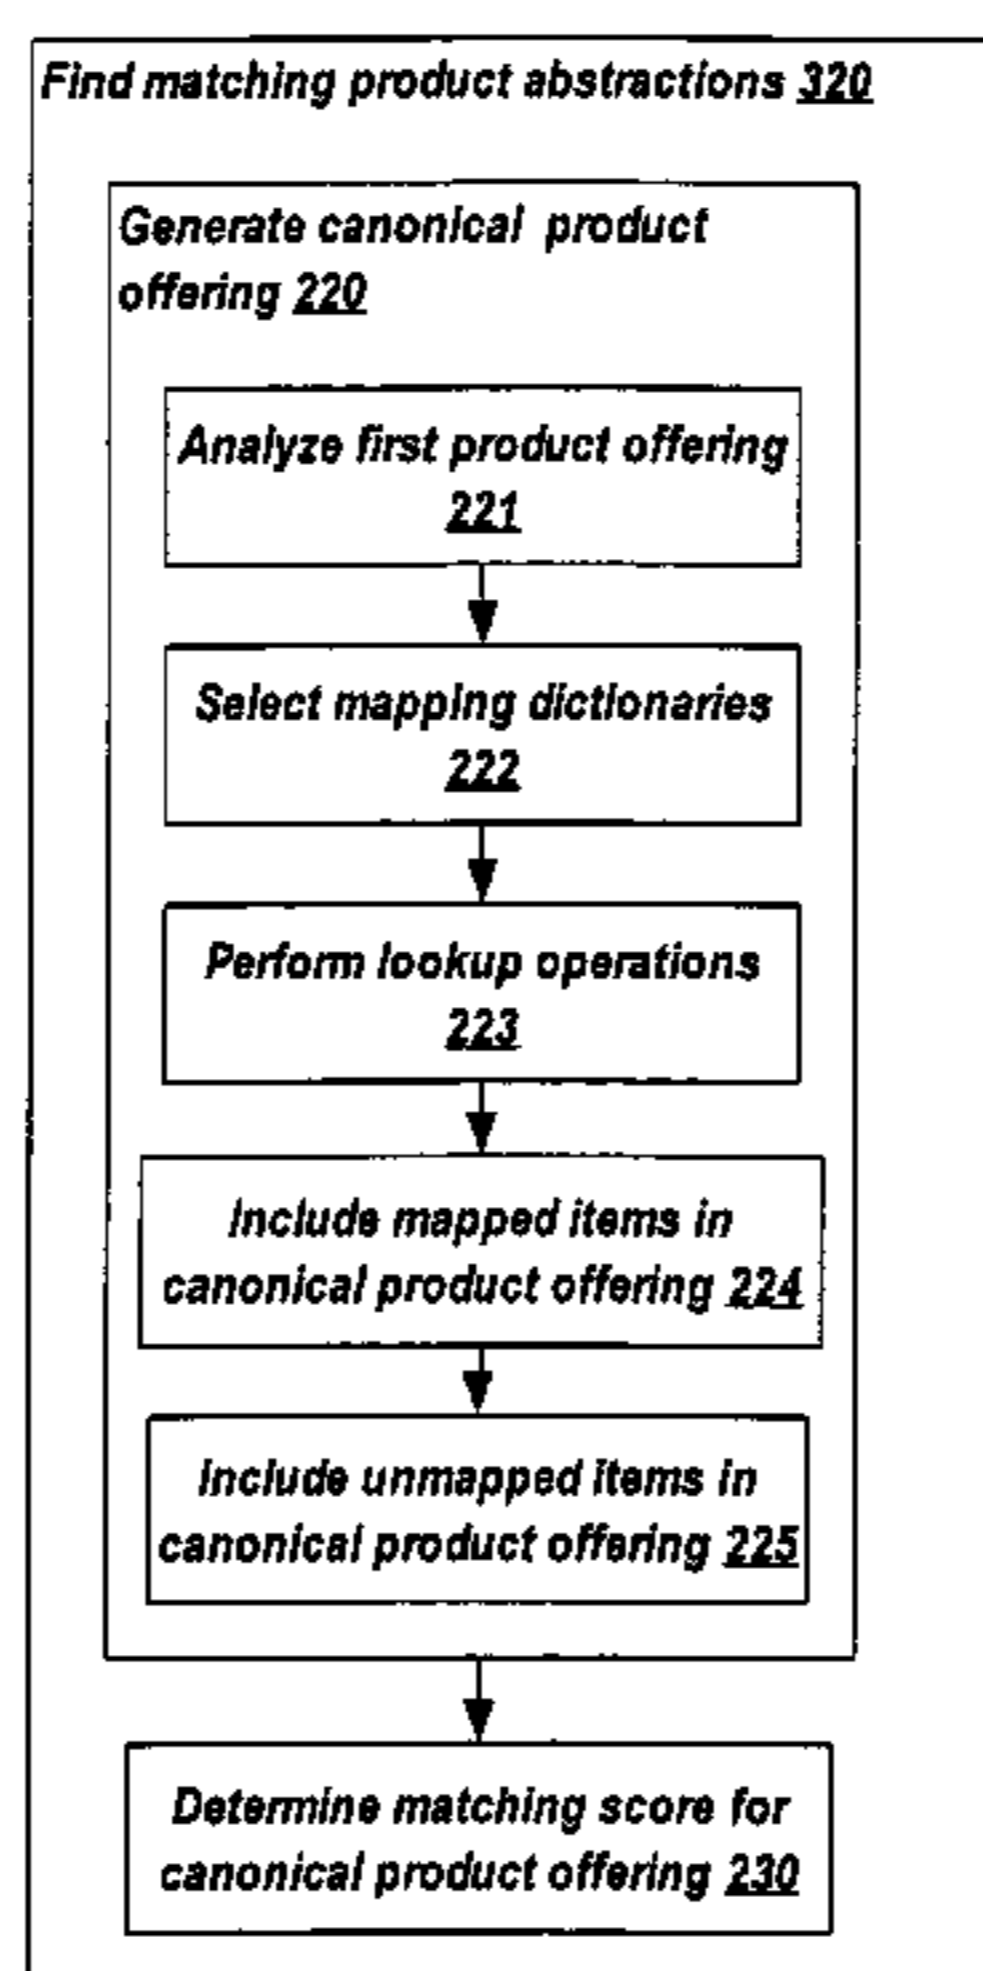 Find matching product abstractions 320
Generate canonical product
offering 220
Analyze first product offering
221
Select mapping dictionaries
222
Perform lookup operations
223
Include mapped items in
canonical product offering 224
Include unmapped items in
canonical product offering 225
Determine matching score for
canonical product offering 230